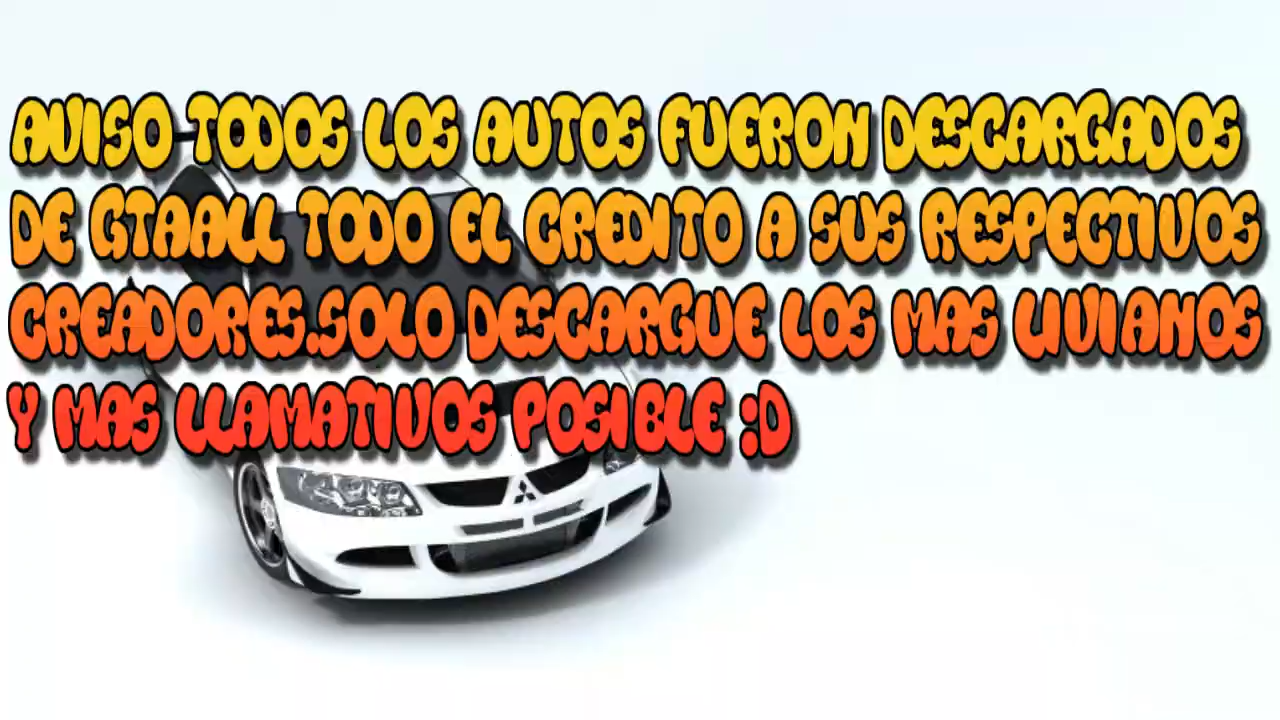 AVISO TODOS LOS AUTOS FUERON DESCARGADOS
DE GTAALL TODO EL CREDITO A SUS RESPECTIVOS
CREADORES.SOLO DESCARGUE LOS MAS LIVIANOS
Y MAS LLAMATIVOS POSIBLE :D